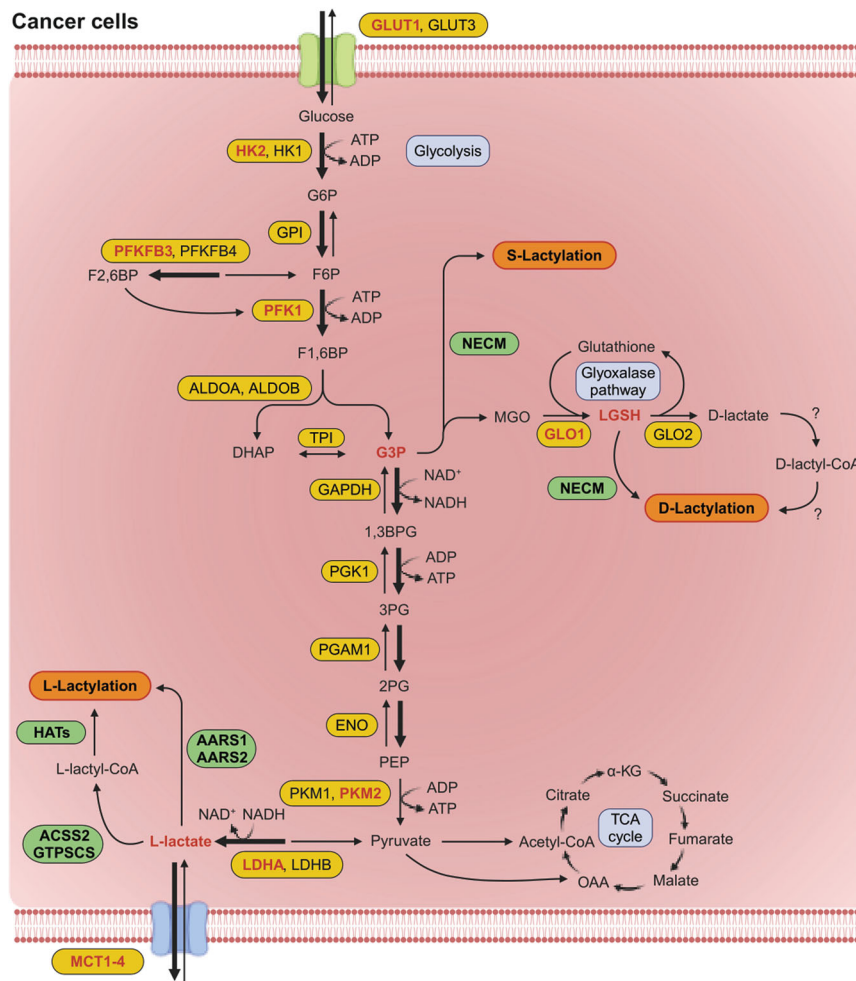 Cancer cells
GLUT1, GLUT3
Glucose
HK2, HK1
ATP
ADP
Glycolysis
G6P
GPI
PFKFB3, PFKFB4
F2,6BP
F6P
S-Lactylation
PFK1
ATP
ADP
F1,6BP
NECM
Glutathione
Glyoxalase
pathway
ALDOA, ALDOB
MGO
LGSH
D-lactate
?
GLO1
GLO2
DHAP
TPI
G3P
D-lactyl-CoA
GAPDH
NAD⁺
NADH
NECM
D-Lactylation
?
1,3BPG
PGK1
ADP
ATP
3PG
PGAM1
2PG
L-Lactylation
ENO
HATs
AARS1
AARS2
PEP
L-lactyl-CoA
PKM1, PKM2
ADP
ATP
α-KG
Citrate
Succinate
NAD⁺
NADH
ACSS2
GTPSCS
L-lactate
Pyruvate
Acetyl-CoA
TCA
cycle
Fumarate
LDHA, LDHB
OAA
Malate
MCT1-4